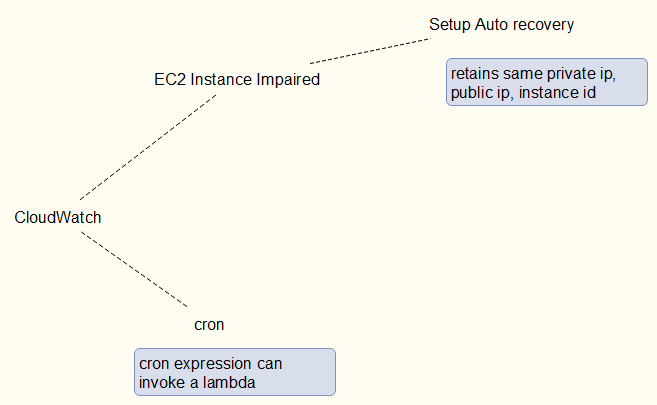 Setup Auto recovery
retains same private ip,
public ip, instance id
EC2 Instance Impaired
CloudWatch
cron
cron expression can
invoke a lambda